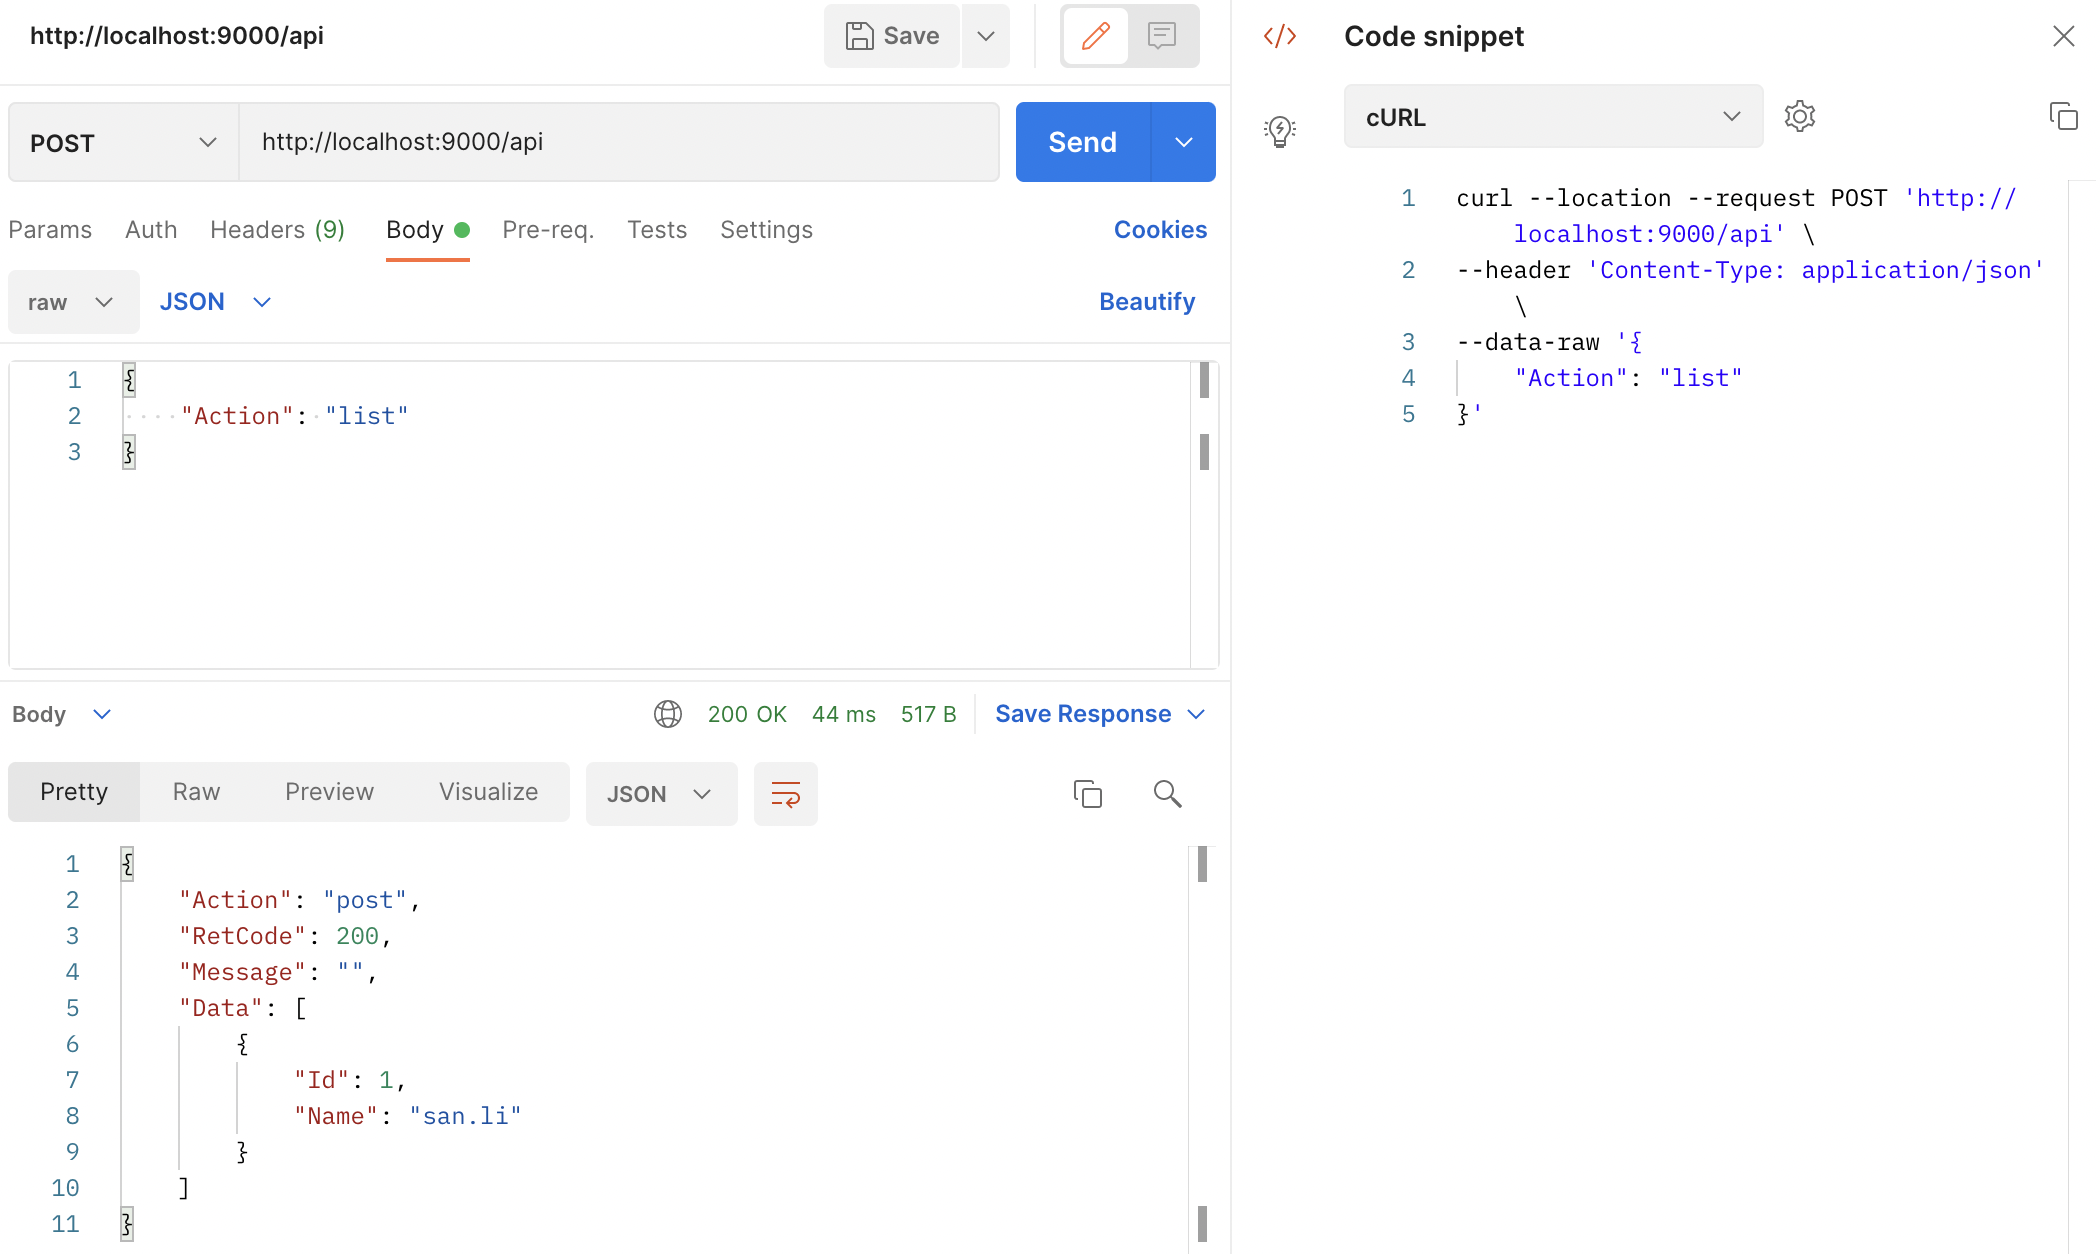 http://localhost:9000/api
Save
POST
http://localhost:9000/api
Send
Params Auth Headers (9) Body Pre-req. Tests Settings Cookies
raw JSON Beautify
1 {
2 "Action": "list"
3 }
Body 200 OK 44 ms 517 B Save Response
Pretty Raw Preview Visualize JSON
1 {
2 "Action": "post",
3 "RetCode": 200,
4 "Message": "",
5 "Data": [
6 {
7 "Id": 1,
8 "Name": "san.li"
9 }
10 ]
11 }
</> Code snippet
cURL
1 curl --location --request POST 'http://
localhost:9000/api' \
2 --header 'Content-Type: application/json'
\
3 --data-raw '{
4 "Action": "list"
5 }'